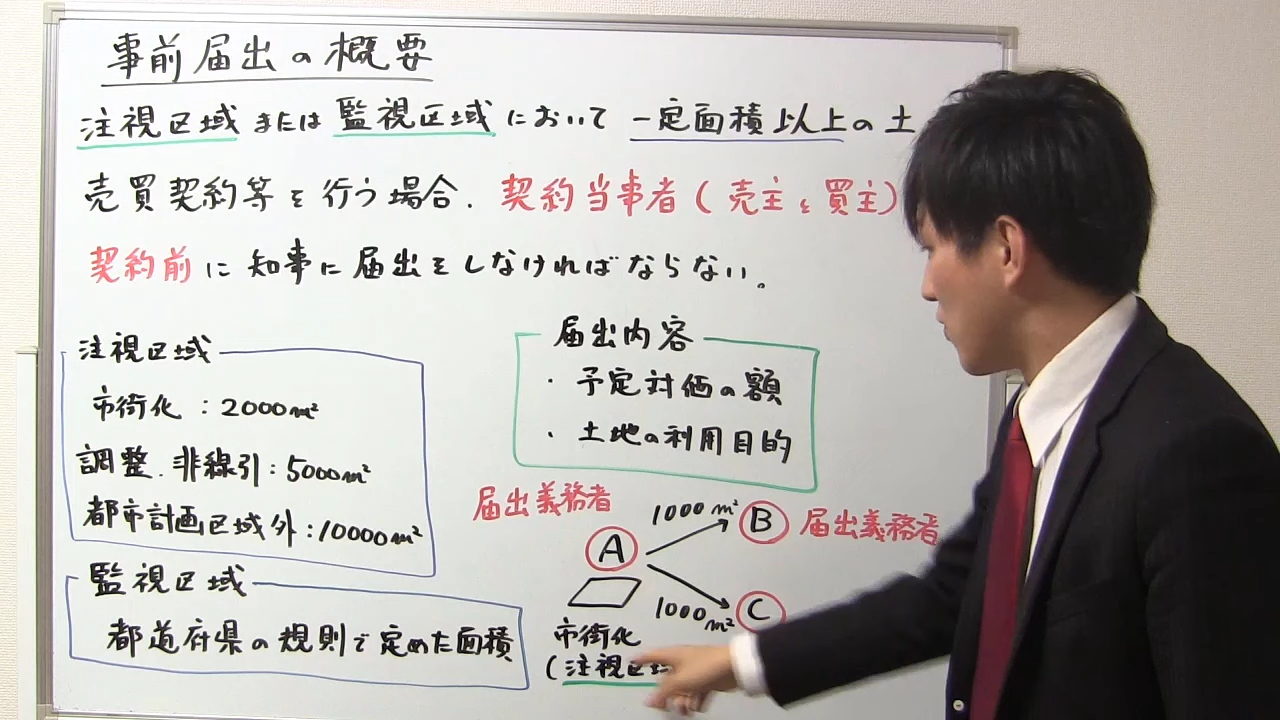 事前届出の概要
注視区域または監視区域において一定面積以上の土
売買契約等を行う場合、契約当事者(売主と買主)
契約前に知事に届出をしなければならない。
注視区域
市街化:2000m²
調整、非線引:5000m²
都市計画区域外:10000m²
監視区域
都道府県の規則で定めた面積
届出内容
・予定対価の額
・土地の利用目的
届出義務者
A
1000m²
B
届出義務者
1000m²
C
市街化
(注視区域